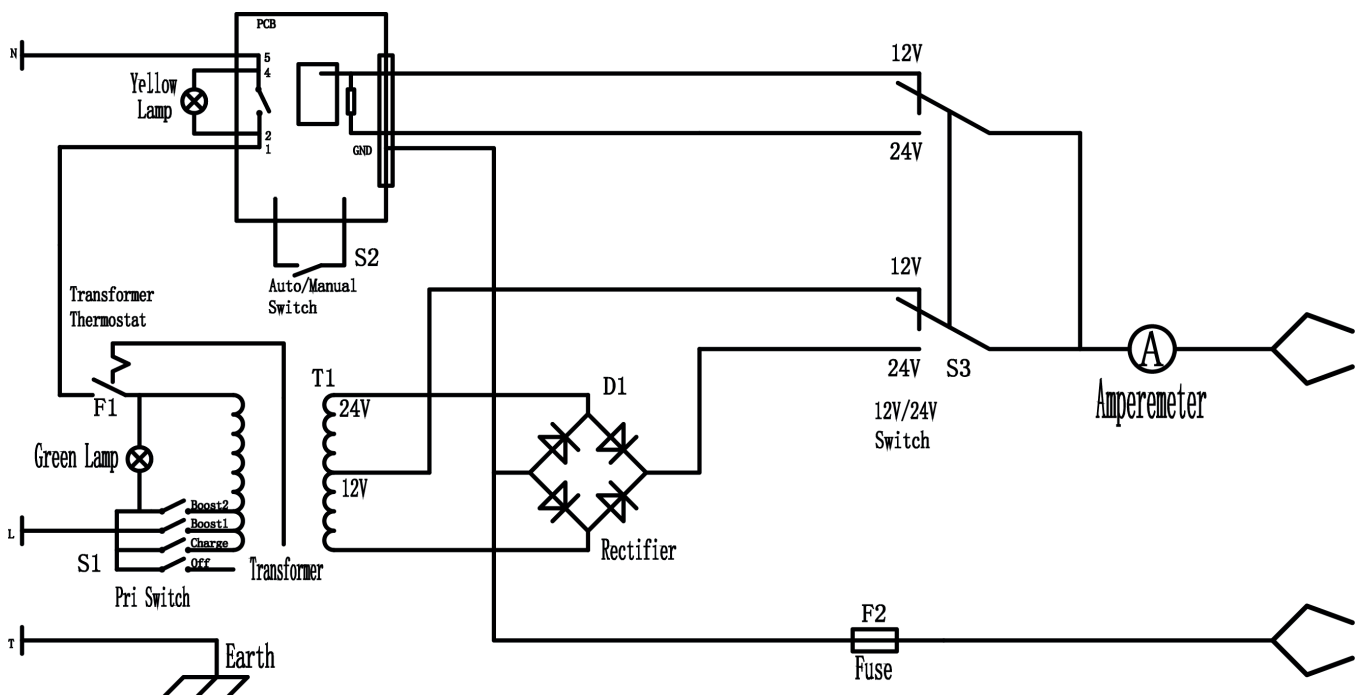 PCB
N
5
4
Yellow
Lamp
2
1
GND
12V
24V
S2
Auto/Manual
Switch
12V
24V
S3
12V/24V
Switch
A
Amperemeter
Transformer
Thermostat
F1
T1
24V
12V
D1
Rectifier
Green Lamp
Boost2
Boost1
Charge
Off
L
S1
Pri Switch
Transformer
T
Earth
F2
Fuse